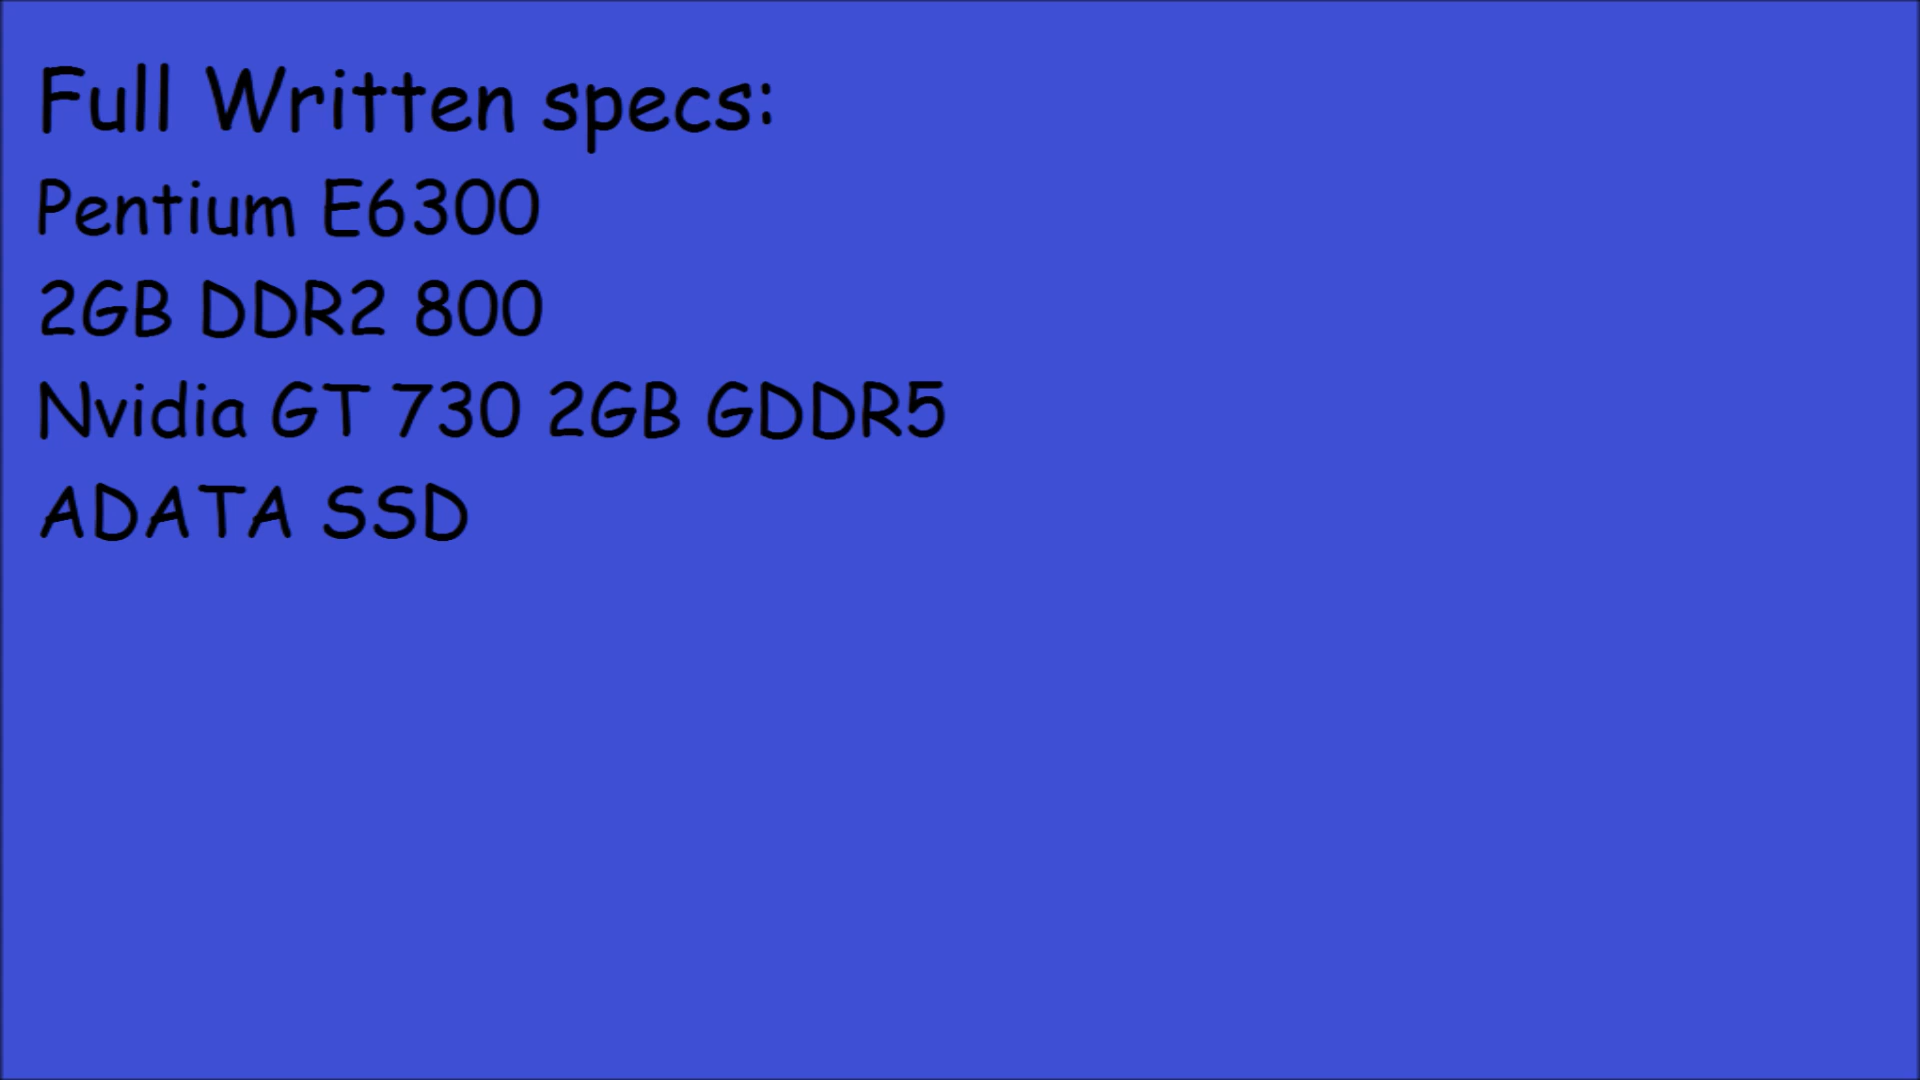 Full Written specs:
Pentium E6300
2GB DDR2 800
Nvidia GT 730 2GB GDDR5
ADATA SSD